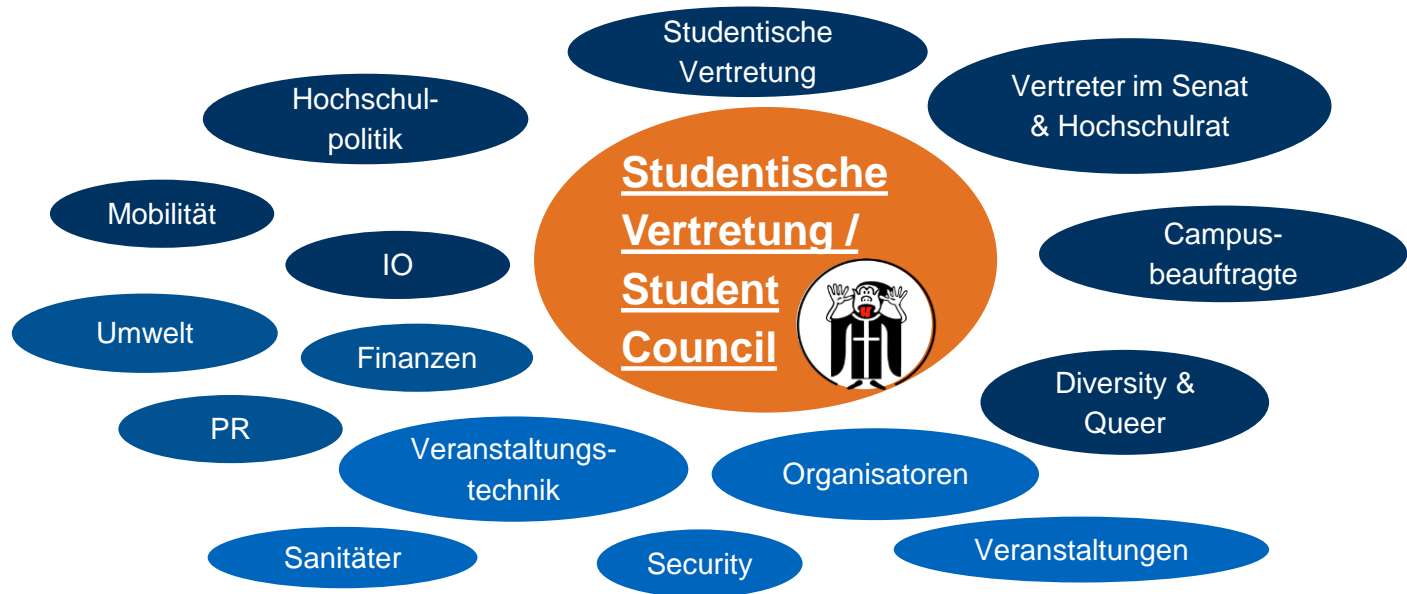 Studentische
Vertretung
Hochschul-
politik
Vertreter im Senat
& Hochschulrat
Studentische
Vertretung /
Student
Council
Mobilität
IO
Campus-
beauftragte
Umwelt
Finanzen
Diversity &
Queer
PR
Veranstaltungs-
technik
Organisatoren
Sanitäter
Security
Veranstaltungen